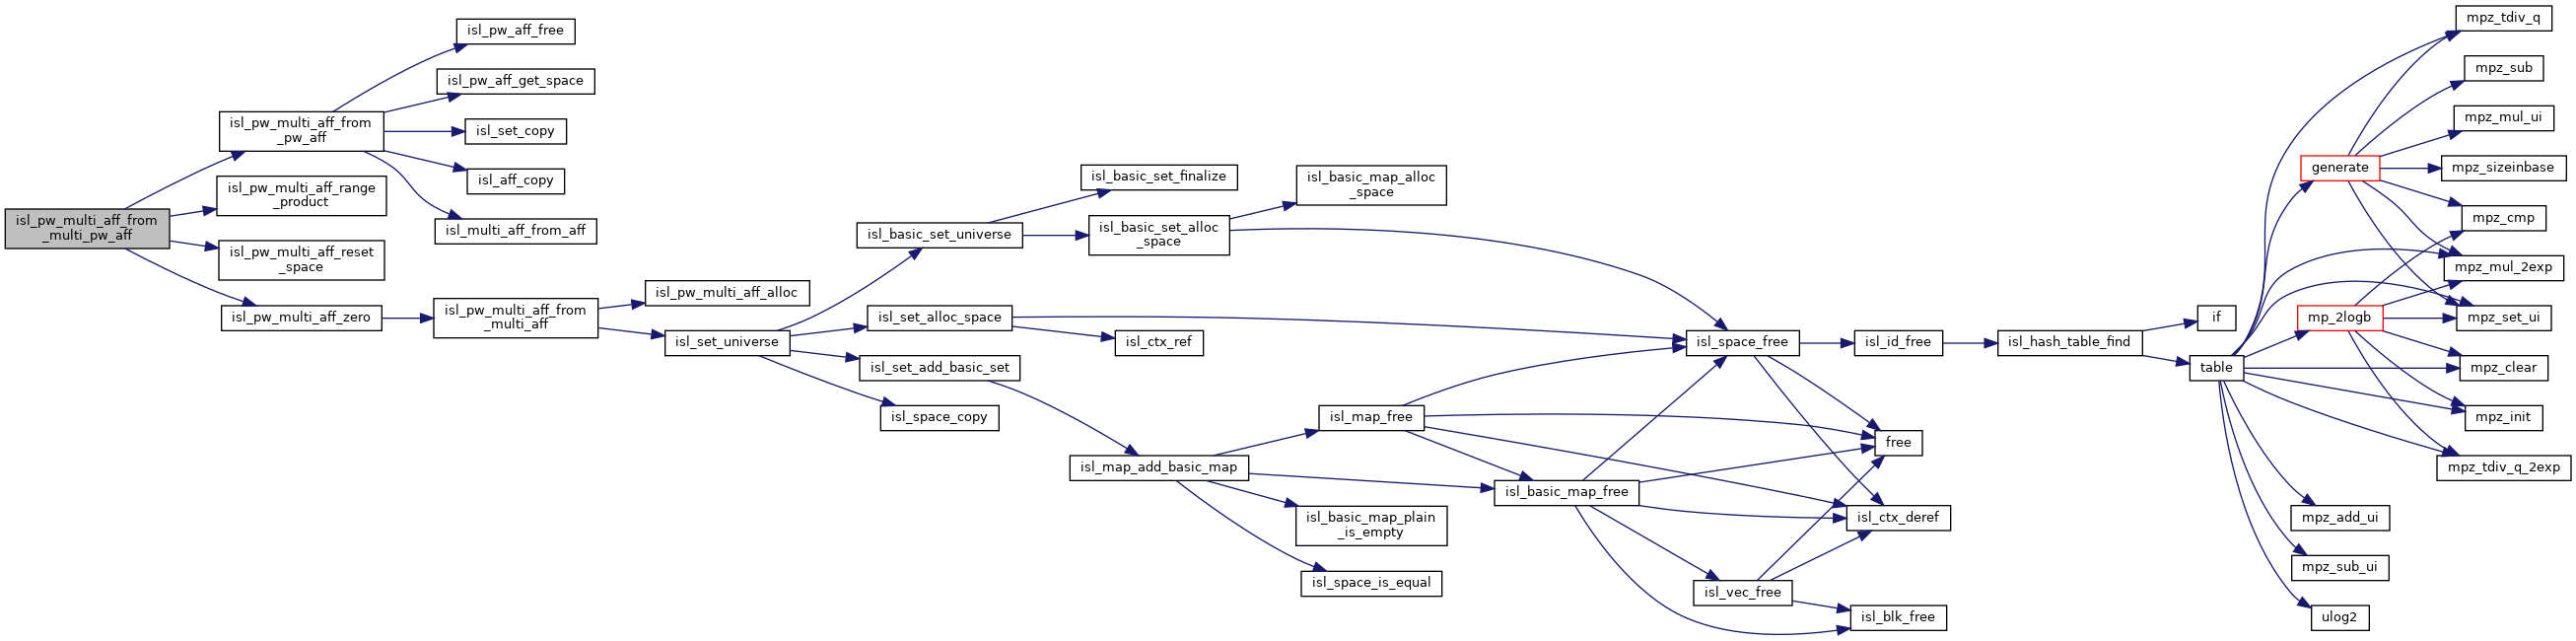 isl_pw_multi_aff_from
_multi_pw_aff
isl_pw_multi_aff_from
_pw_aff
isl_pw_multi_aff_range
_product
isl_pw_multi_aff_reset
_space
isl_pw_multi_aff_zero
isl_pw_aff_free
isl_pw_aff_get_space
isl_set_copy
isl_aff_copy
isl_multi_aff_from_aff
isl_pw_multi_aff_from
_multi_aff
isl_pw_multi_aff_alloc
isl_set_universe
isl_basic_set_universe
isl_set_alloc_space
isl_set_add_basic_set
isl_space_copy
isl_basic_set_finalize
isl_basic_set_alloc
_space
isl_ctx_ref
isl_map_add_basic_map
isl_basic_map_alloc
_space
isl_map_free
isl_basic_map_plain
_is_empty
isl_space_is_equal
isl_basic_map_free
isl_space_free
isl_vec_free
isl_id_free
free
isl_ctx_deref
isl_blk_free
isl_hash_table_find
if
table
generate
mp_2logb
mpz_add_ui
mpz_sub_ui
ulog2
mpz_tdiv_q
mpz_sub
mpz_mul_ui
mpz_sizeinbase
mpz_cmp
mpz_mul_2exp
mpz_set_ui
mpz_clear
mpz_init
mpz_tdiv_q_2exp